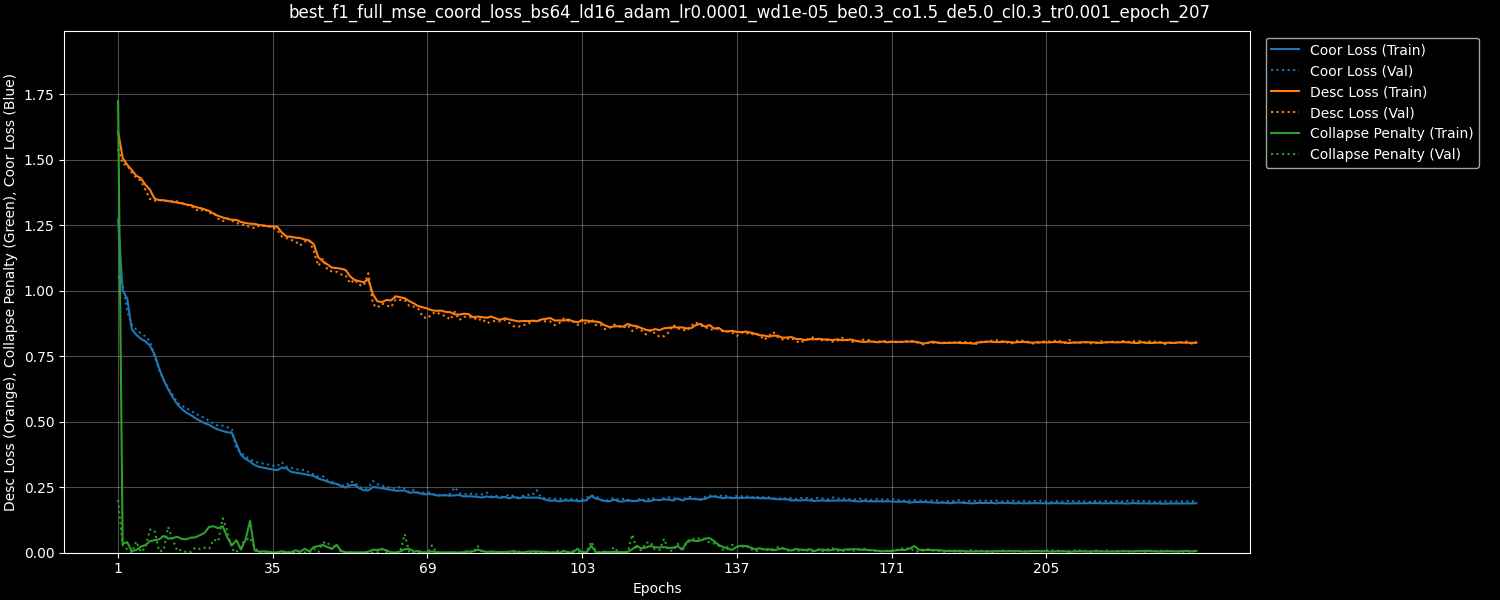 best_f1_full_mse_coord_loss_bs64_ld16_adam_lr0.0001_wd1e-05_be0.3_co1.5_de5.0_cl0.3_tr0.001_epoch_207
Desc Loss (Orange), Collapse Penalty (Green), Coor Loss (Blue)
1.75
1.50
1.25
1.00
0.75
0.50
0.25
0.00
1 35 69 103 137 171 205
Epochs
Coor Loss (Train)
Coor Loss (Val)
Desc Loss (Train)
Desc Loss (Val)
Collapse Penalty (Train)
Collapse Penalty (Val)